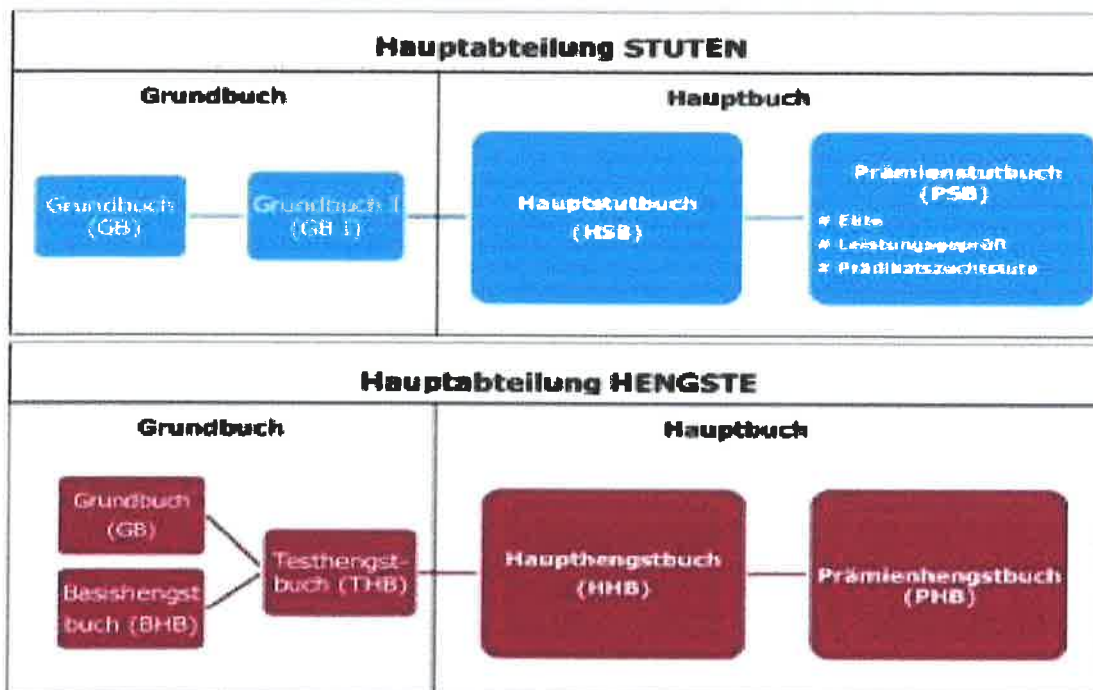 Hauptabteilung STUTEN
Grundbuch
Hauptbuch
Grundbuch
(GB)
Grundbuch I
(GB I)
Hauptstutbuch
(HSB)
Prämienstutbuch
(PSB)
# Elite
# Leistungsgeprüft
# Prädikatszuchtstute
Hauptabteilung HENGSTE
Grundbuch
Hauptbuch
Grundbuch
(GB)
Basishengst
buch (BHB)
Testhengst-
buch (THB)
Haupthengstbuch
(HHB)
Prämienhengstbuch
(PHB)